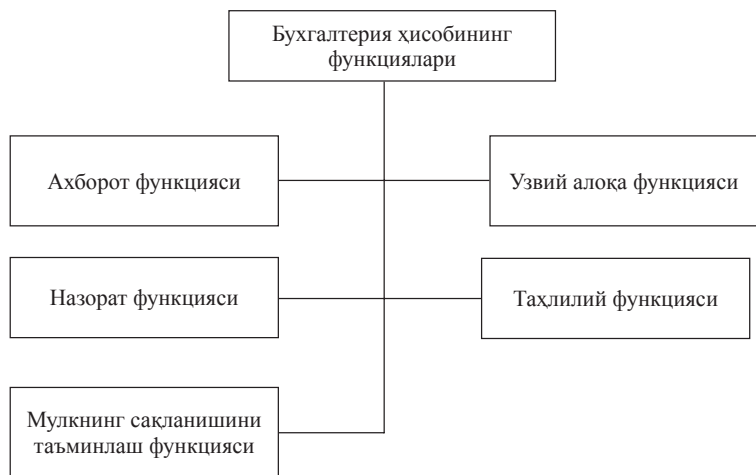 Бухгалтерия ҳисобининг
функциялари
Ахборот функцияси
Узвий алоқа функцияси
Назорат функцияси
Таҳлилий функцияси
Мулкнинг сақланишини
таъминлаш функцияси